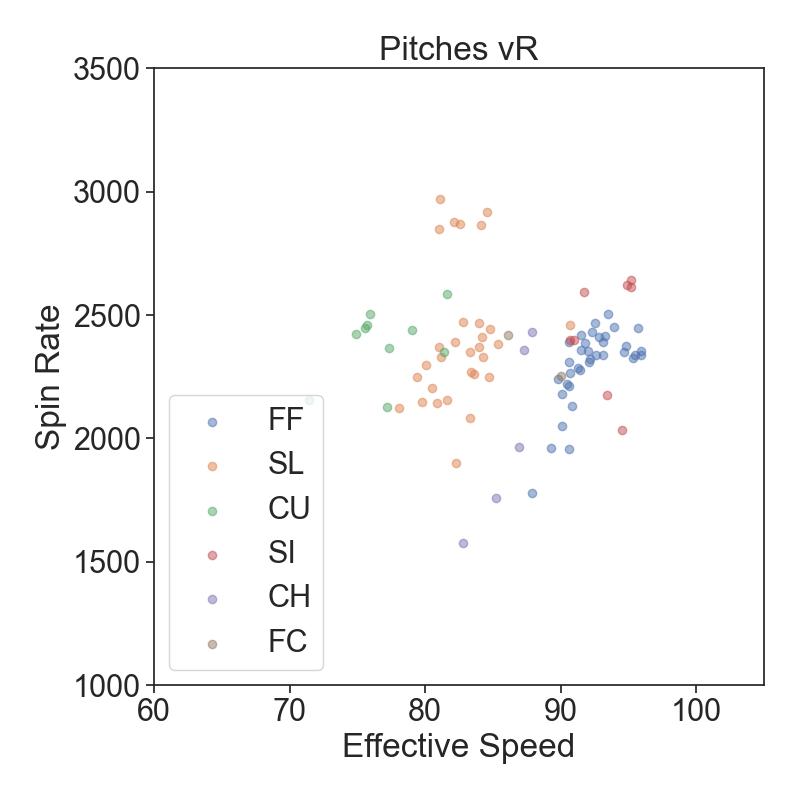 Pitches vR
3500
3000
2500
2000
1500
1000
Spin Rate
FF
SL
CU
SI
CH
FC
60 70 80 90 100
Effective Speed